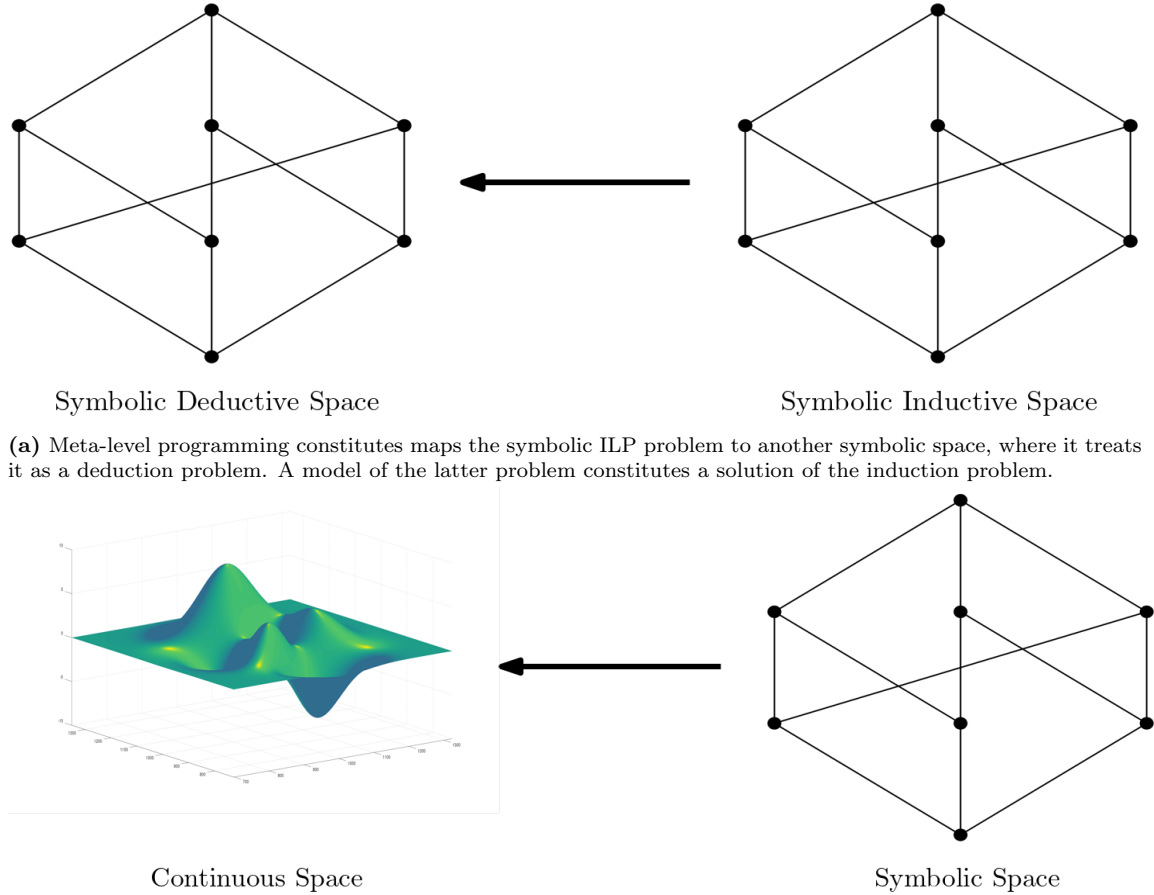 Symbolic Deductive Space
Symbolic Inductive Space
(a) Meta-level programming constitutes maps the symbolic ILP problem to another symbolic space, where it treats
it as a deduction problem. A model of the latter problem constitutes a solution of the induction problem.
Continuous Space
Symbolic Space